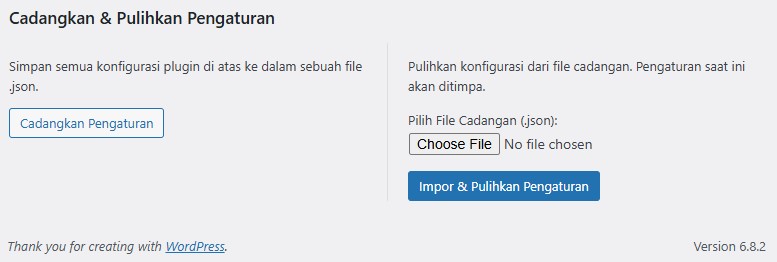 Cadangkan & Pulihkan Pengaturan
Simpan semua konfigurasi plugin di atas ke dalam sebuah file
.json.
Cadangkan Pengaturan
Pulihkan konfigurasi dari file cadangan. Pengaturan saat ini
akan ditimpa.
Pilih File Cadangan (.json):
Choose File No file chosen
Impor & Pulihkan Pengaturan
Thank you for creating with WordPress.
Version 6.8.2